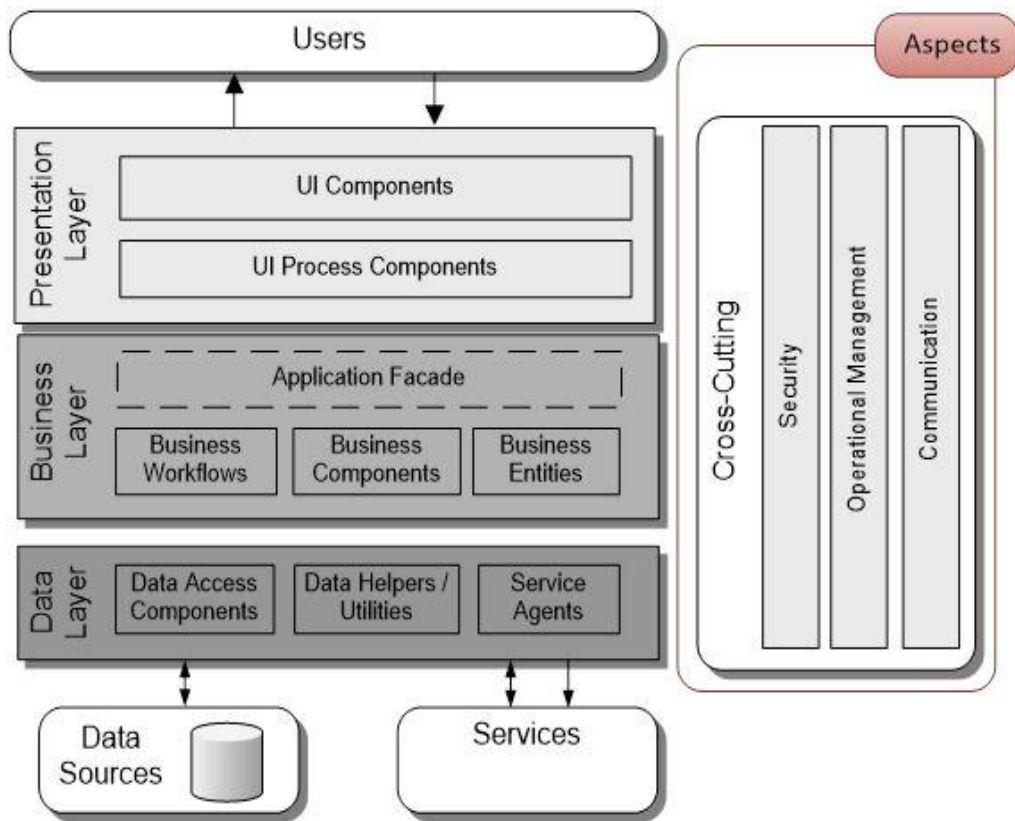 Users
Aspects
Presentation
Layer
UI Components
UI Process Components
Business
Layer
Application Facade
Business
Workflows
Business
Components
Business
Entities
Data
Layer
Data Access
Components
Data Helpers /
Utilities
Service
Agents
Data
Sources
Services
Cross-Cutting
Security
Operational Management
Communication